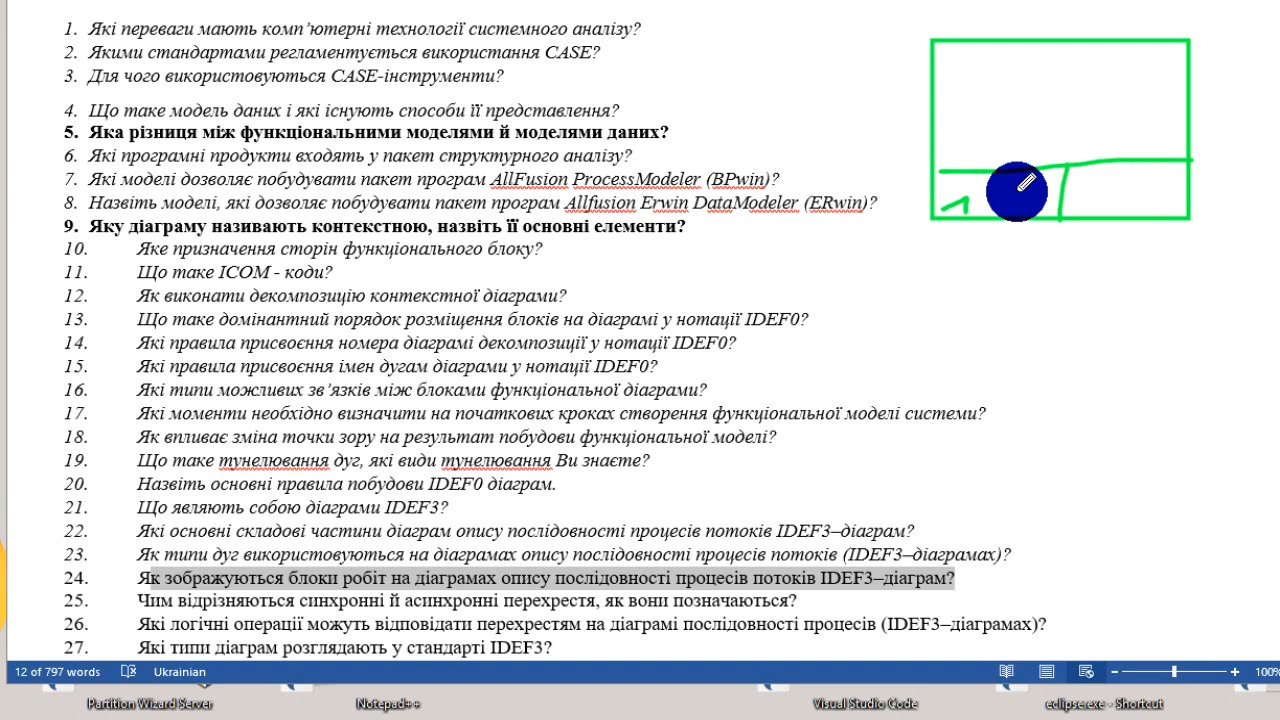 1. Які переваги мають комп’ютерні технології системного аналізу?
2. Якими стандартами регламентується використання CASE?
3. Для чого використовуються CASE-інструменти?
4. Що таке модель даних і які існують способи її представлення?
5. Яка різниця між функціональними моделями й моделями даних?
6. Які програмні продукти входять у пакет структурного аналізу?
7. Які моделі дозволяє побудувати пакет програм AllFusion ProcessModeler (BPwin)?
8. Назвіть моделі, які дозволяє побудувати пакет програм Allfusion Erwin DataModeler (ERwin)?
9. Яку діаграму називають контекстною, назвіть її основні елементи?
10. Яке призначення сторін функціонального блоку?
11. Що таке ICOM - коди?
12. Як виконати декомпозицію контекстної діаграми?
13. Що таке домінантний порядок розміщення блоків на діаграмі у нотації IDEF0?
14. Які правила присвоєння номера діаграмі декомпозиції у нотації IDEF0?
15. Які правила присвоєння імен дугам діаграми у нотації IDEF0?
16. Які типи можливих зв’язків між блоками функціональної діаграми?
17. Які моменти необхідно визначити на початкових кроках створення функціональної моделі системи?
18. Як впливає зміна точки зору на результат побудови функціональної моделі?
19. Що таке тунелювання дуг, які види тунелювання Ви знаєте?
20. Назвіть основні правила побудови IDEF0 діаграм.
21. Що являють собою діаграми IDEF3?
22. Які основні складові частини діаграм опису послідовності процесів потоків IDEF3–діаграм?
23. Як типи дуг використовуються на діаграмах опису послідовності процесів потоків (IDEF3–діаграмах)?
24. Як зображуються блоки робіт на діаграмах опису послідовності процесів потоків IDEF3–діаграм?
25. Чим відрізняються синхронні й асинхронні перехрестя, як вони позначаються?
26. Які логічні операції можуть відповідати перехрестям на діаграмі послідовності процесів (IDEF3–діаграмах)?
27. Які типи діаграм розглядають у стандарті IDEF3?
1
12 of 797 words Ukrainian 100%
Partition Wizard Server Notepad++ Visual Studio Code eclipse.exe - Shortcut